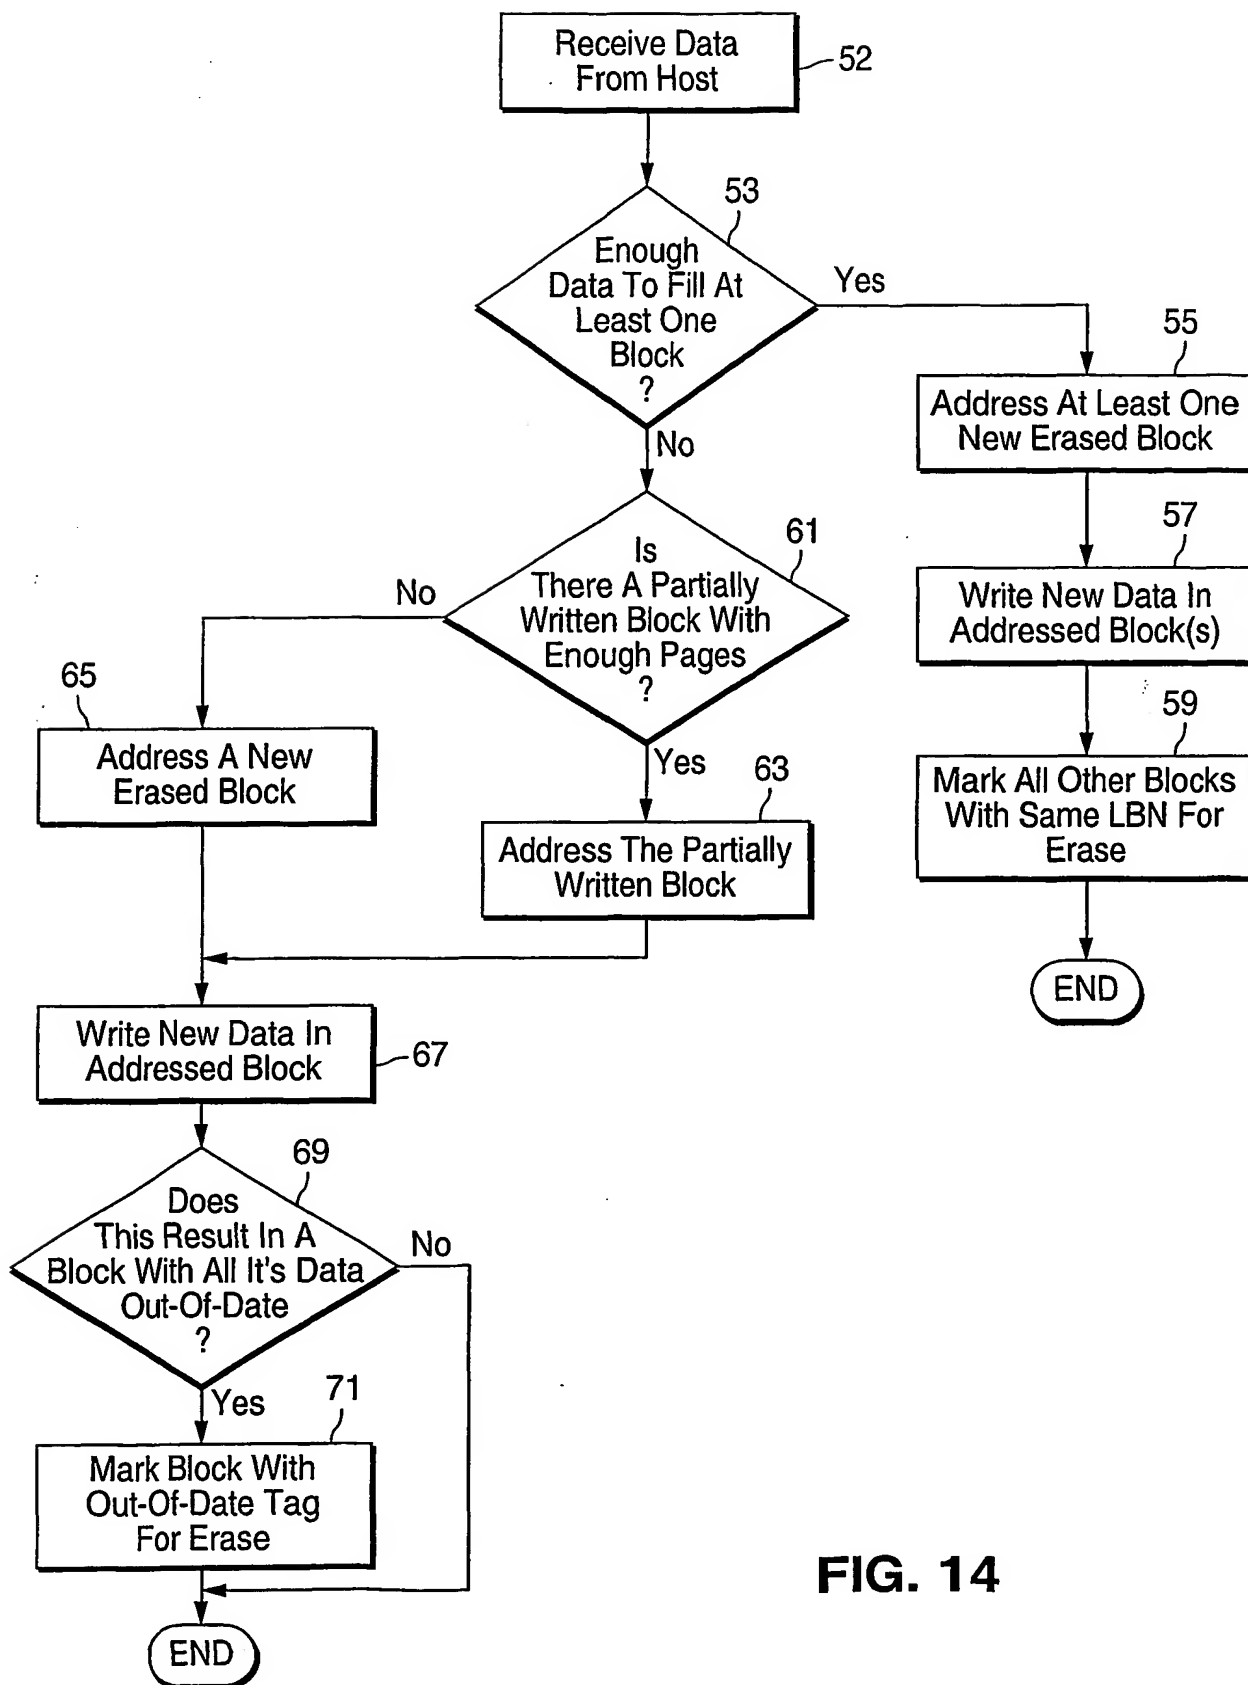 Receive Data
From Host
52
53
Enough
Data To Fill At
Least One
Block
?
Yes
No
55
Address At Least One
New Erased Block
57
Write New Data In
Addressed Block(s)
59
Mark All Other Blocks
With Same LBN For
Erase
END
61
Is
There A Partially
Written Block With
Enough Pages
?
No
Yes
65
Address A New
Erased Block
63
Address The Partially
Written Block
Write New Data In
Addressed Block
67
69
Does
This Result In A
Block With All It's Data
Out-Of-Date
?
No
Yes
71
Mark Block With
Out-Of-Date Tag
For Erase
END
FIG. 14